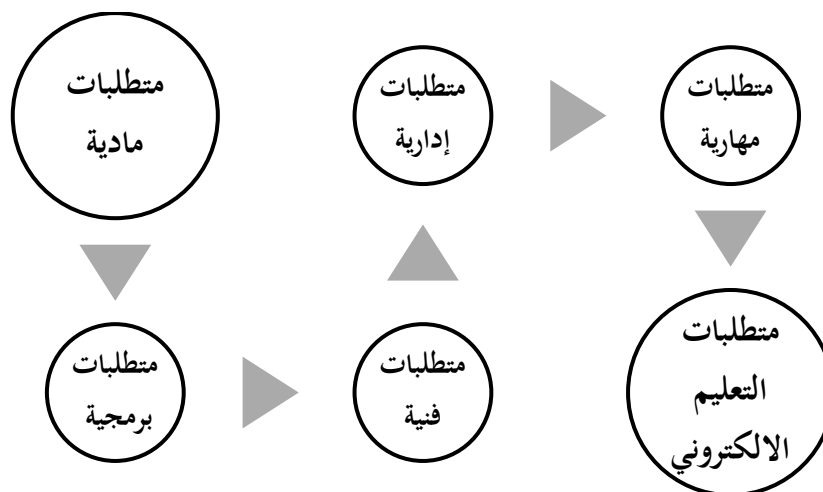 متطلبات
مادية
متطلبات
برمجية
متطلبات
فنية
متطلبات
إدارية
متطلبات
مهارية
متطلبات
التعليم
الالكتروني